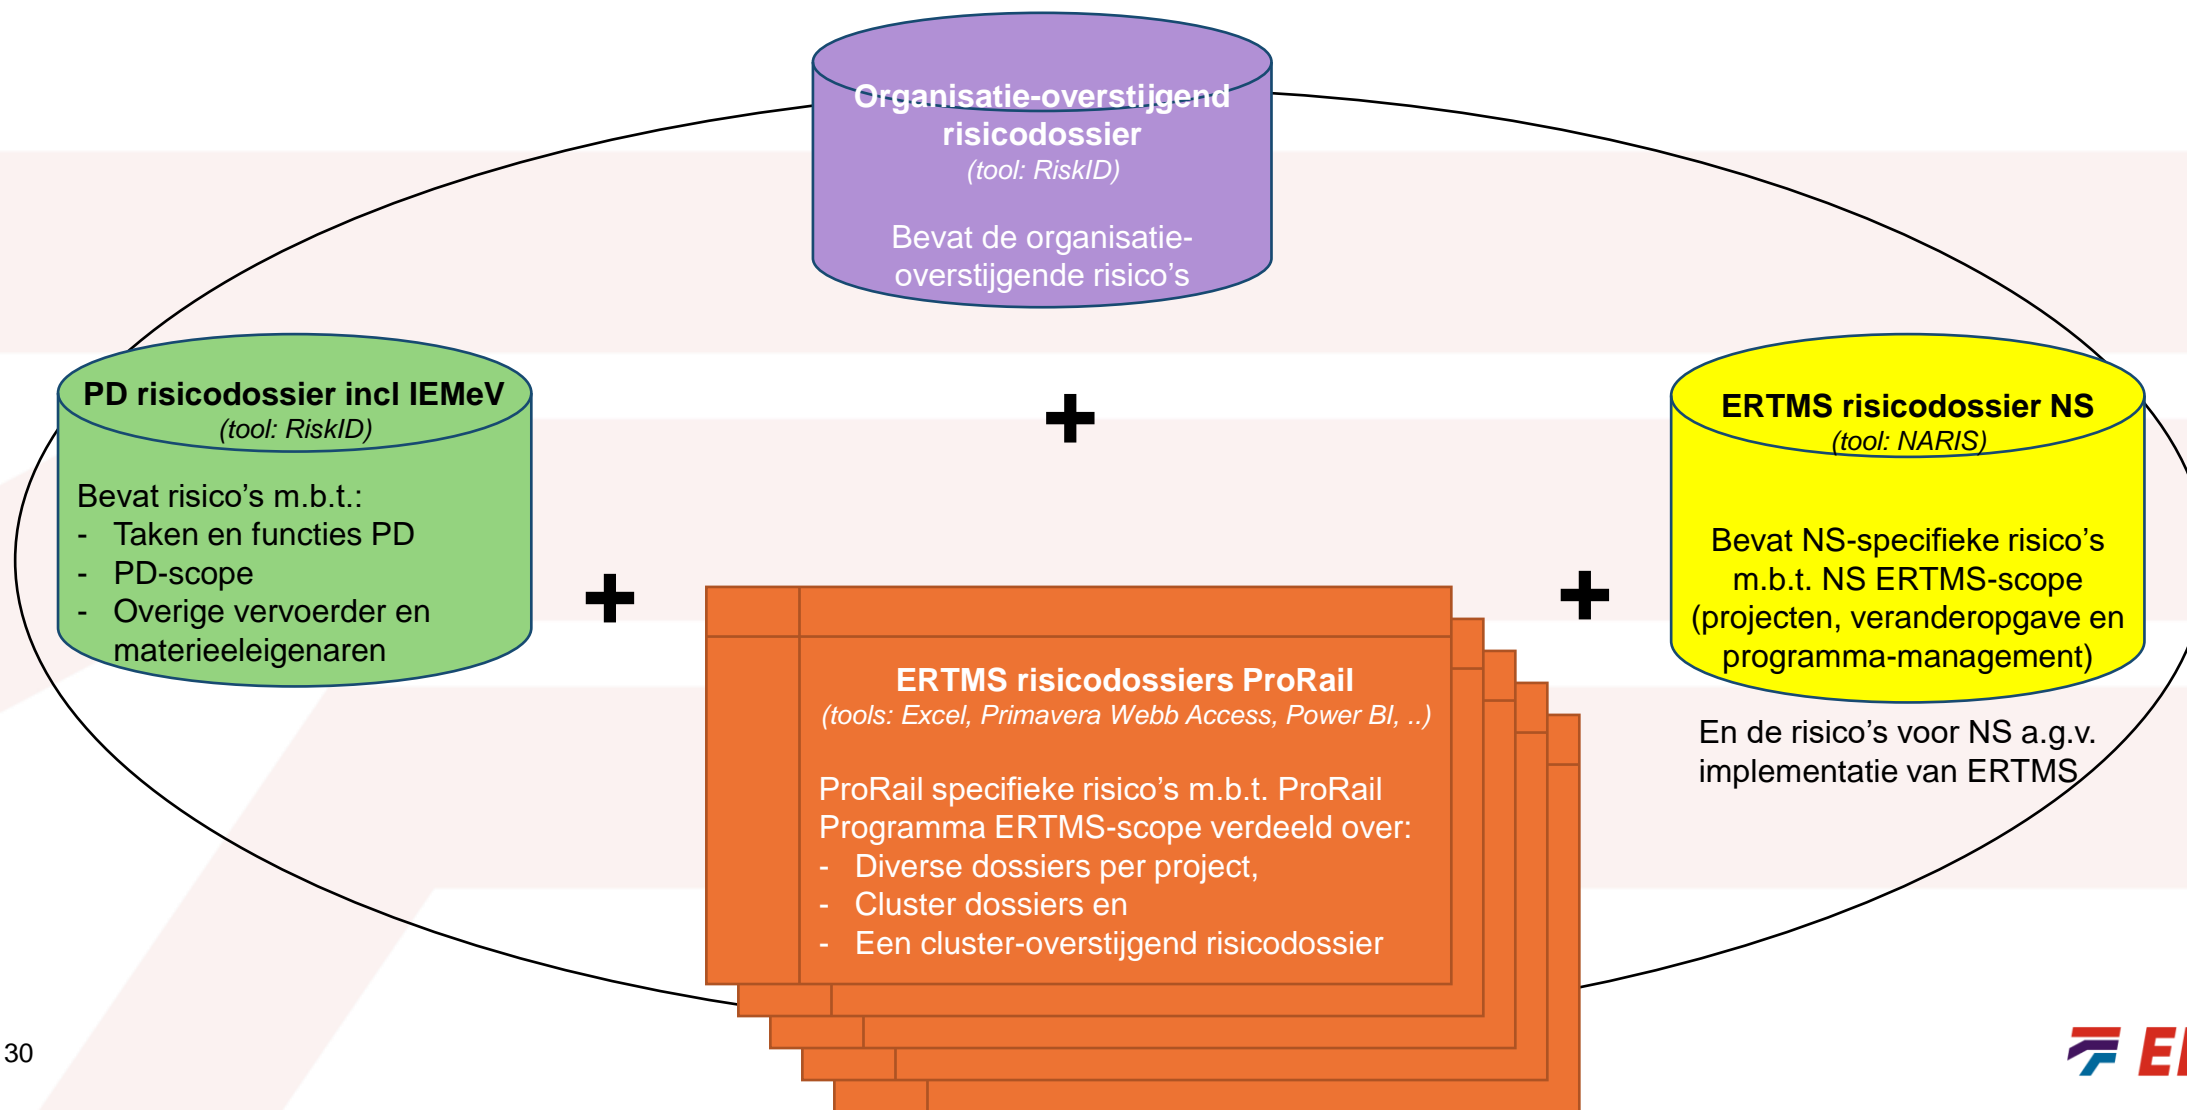 Organisatie-overstijgend
risicodossier
(tool: RiskID)
Bevat de organisatie-
overstijgende risico’s
PD risicodossier incl IEMeV
(tool: RiskID)
Bevat risico’s m.b.t.:
- Taken en functies PD
- PD-scope
- Overige vervoerder en
materieeleigenaren
+
+
+
ERTMS risicodossiers ProRail
(tools: Excel, Primavera Webb Access, Power BI, ..)
ProRail specifieke risico’s m.b.t. ProRail
Programma ERTMS-scope verdeeld over:
- Diverse dossiers per project,
- Cluster dossiers en
- Een cluster-overstijgend risicodossier
ERTMS risicodossier NS
(tool: NARIS)
Bevat NS-specifieke risico’s
m.b.t. NS ERTMS-scope
(projecten, veranderopgave en
programma-management)
En de risico’s voor NS a.g.v.
implementatie van ERTMS
30